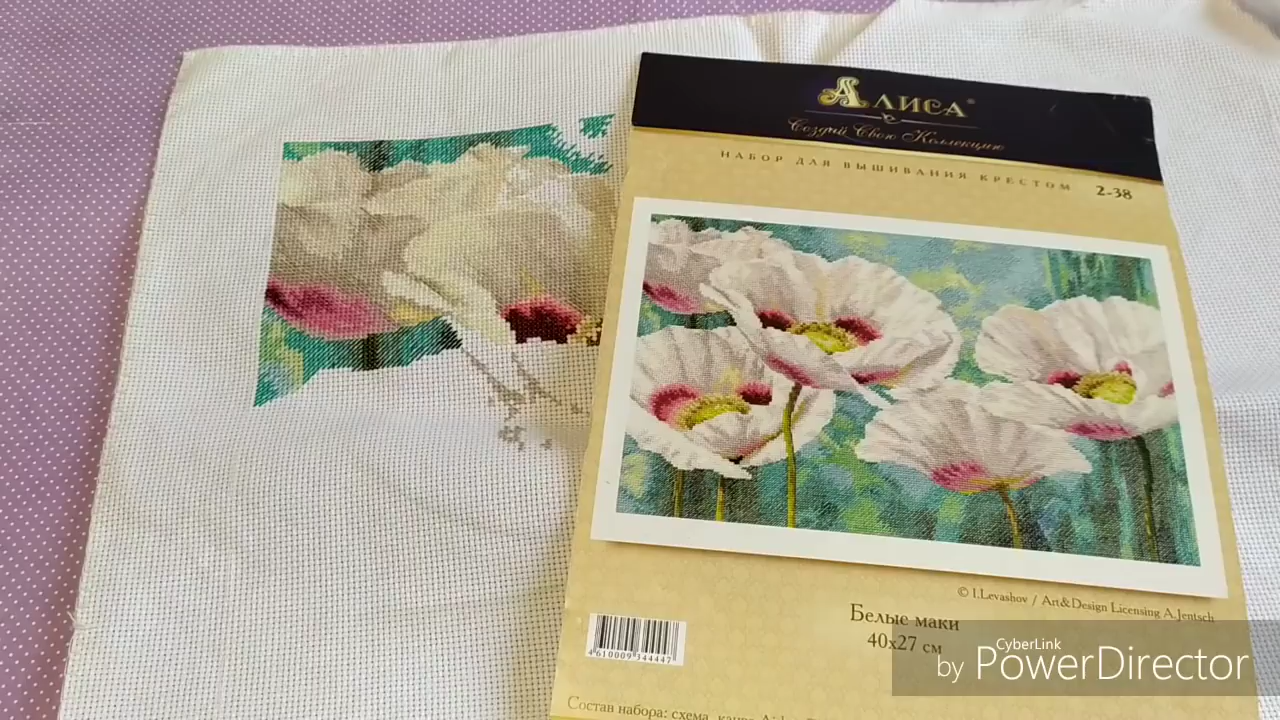 Алиса®
Создай Свою Коллекцию
НАБОР ДЛЯ ВЫШИВАНИЯ КРЕСТОМ 2-38
© I.Levashov / Art&Design Licensing A.Jentsch
Белые маки
40x27 см
4610009344447
Состав набора: схема, канва
CyberLink
by PowerDirector